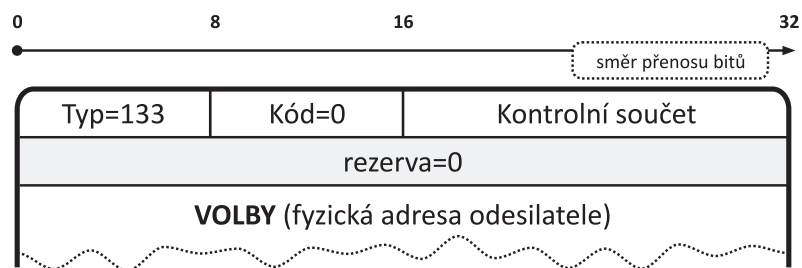 0 8 16 32
směr přenosu bitů
Typ=133 Kód=0 Kontrolní součet
rezerva=0
VOLBY (fyzická adresa odesilatele)